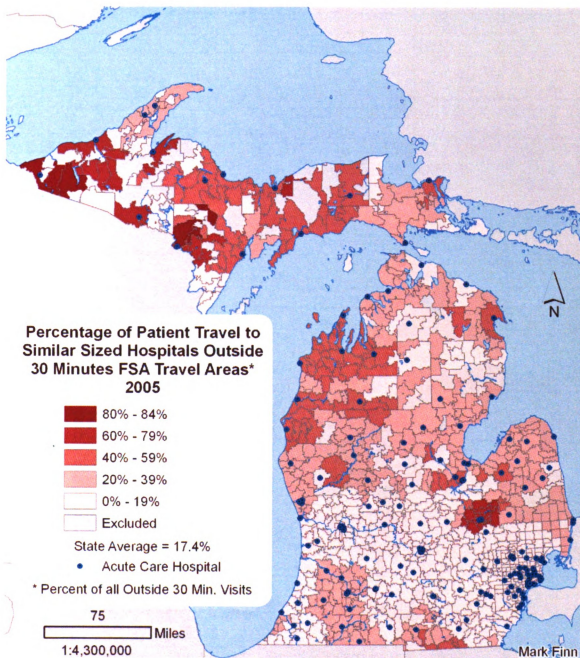 N
Percentage of Patient Travel to
Similar Sized Hospitals Outside
30 Minutes FSA Travel Areas*
2005
80% - 84%
60% - 79%
40% - 59%
20% - 39%
0% - 19%
Excluded
State Average = 17.4%
Acute Care Hospital
* Percent of all Outside 30 Min. Visits
75
Miles
1:4,300,000
Mark Finn